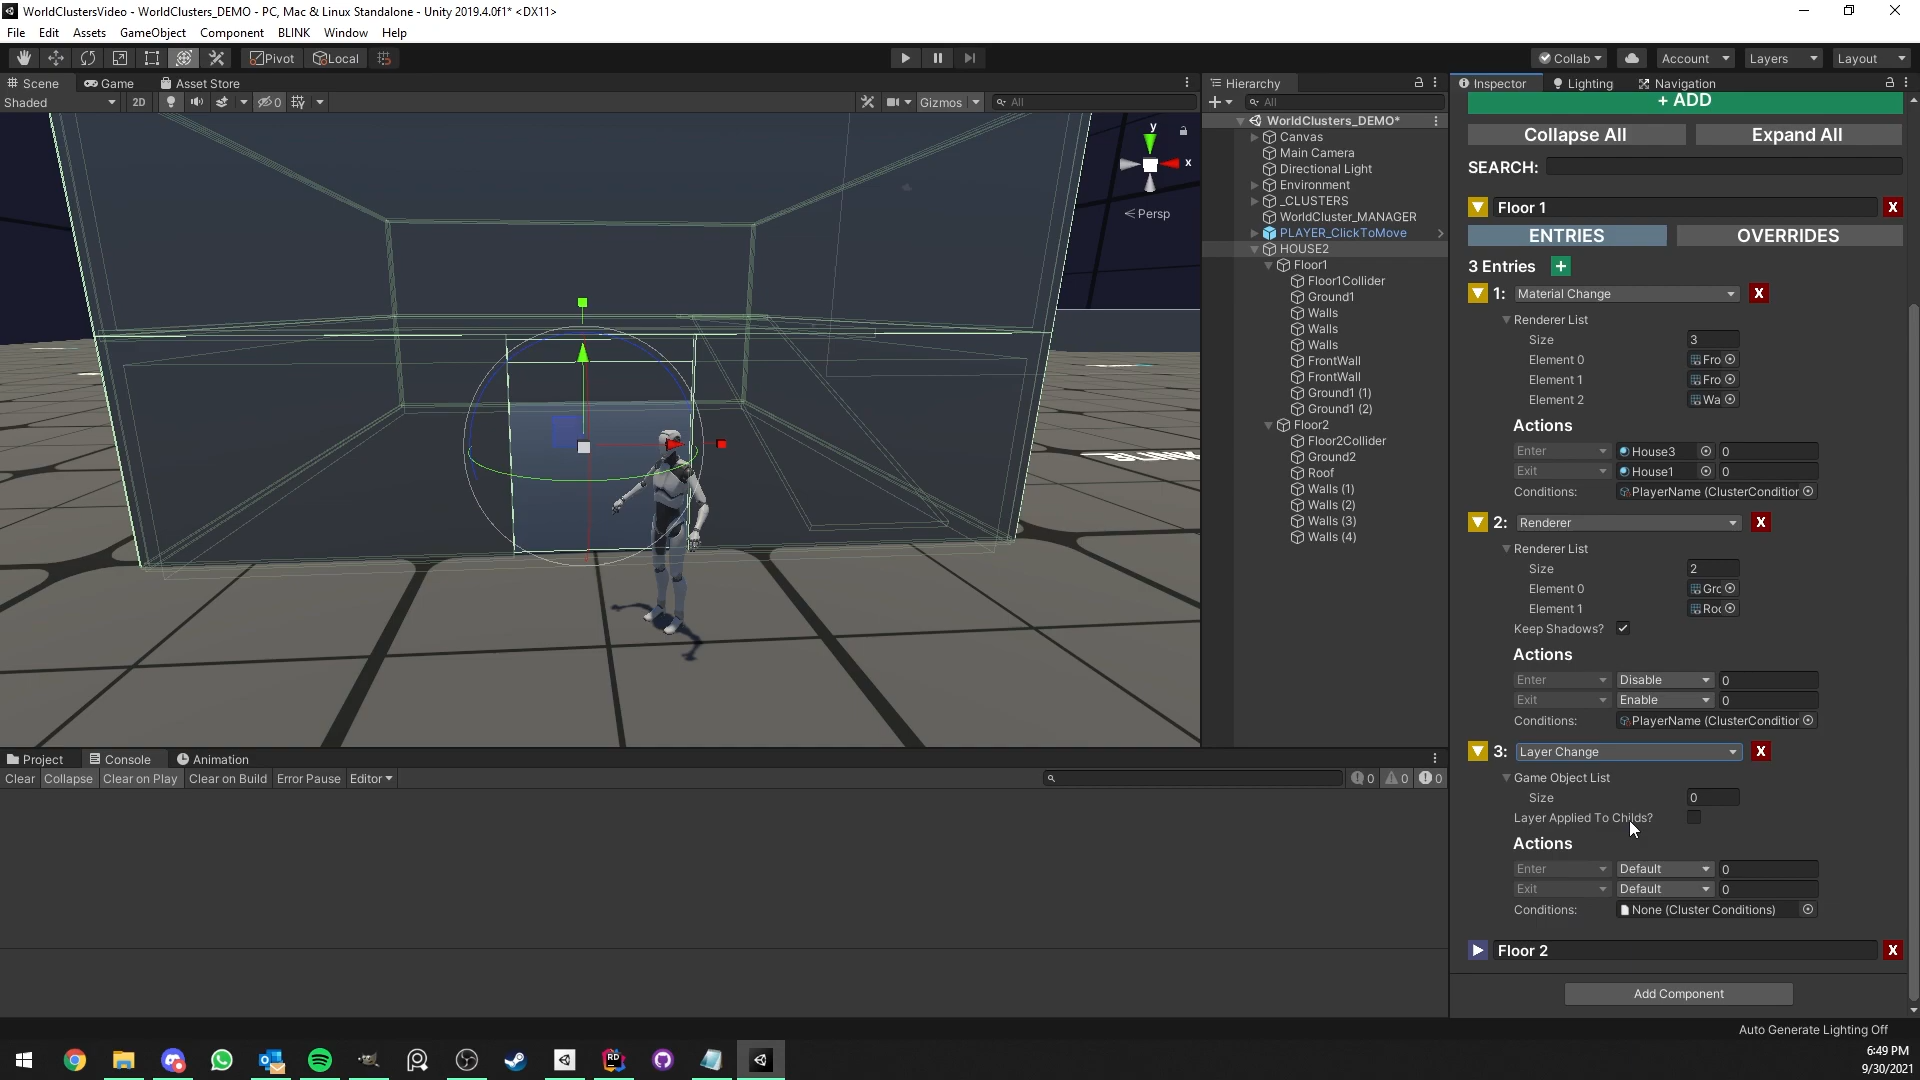 WorldClustersVideo - WorldClusters_DEMO - PC, Mac & Linux Standalone - Unity 2019.4.0f1* <DX11>
File Edit Assets GameObject Component BLINK Window Help
Pivot Local Collab Account Layers Layout
Scene Game Asset Store
Shaded 2D 0 Gizmos All
y
x
Persp
BLINK
Hierarchy
All
WorldClusters_DEMO*
Canvas
Main Camera
Directional Light
Environment
_CLUSTERS
WorldCluster_MANAGER
PLAYER_ClickToMove
HOUSE2
Floor1
Floor1Collider
Ground1
Walls
Walls
Walls
FrontWall
FrontWall
Ground1 (1)
Ground1 (2)
Floor2
Floor2Collider
Ground2
Roof
Walls (1)
Walls (2)
Walls (3)
Walls (4)
Inspector Lighting Navigation
+ ADD
Collapse All Expand All
SEARCH:
Floor 1 X
ENTRIES OVERRIDES
3 Entries +
1: Material Change X
Renderer List
Size 3
Element 0 Fro
Element 1 Fro
Element 2 Wa
Actions
Enter House3 0
Exit House1 0
Conditions: PlayerName (ClusterCondition
2: Renderer X
Renderer List
Size 2
Element 0 Grc
Element 1 Roc
Keep Shadows?
Actions
Enter Disable 0
Exit Enable 0
Conditions: PlayerName (ClusterCondition
3: Layer Change X
Game Object List
Size 0
Layer Applied To Childs?
Actions
Enter Default 0
Exit Default 0
Conditions: None (Cluster Conditions)
Floor 2 X
Add Component
Project Console Animation
Clear Collapse Clear on Play Clear on Build Error Pause Editor 0 0 0
Auto Generate Lighting Off
RD
6:49 PM
9/30/2021